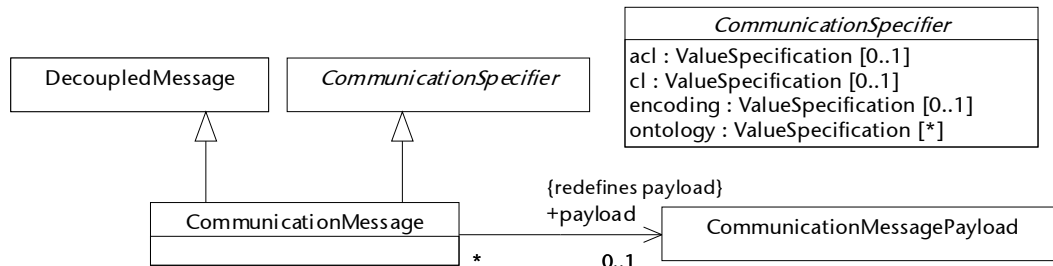 CommunicationSpecifier
acl : ValueSpecification [0..1]
cl : ValueSpecification [0..1]
encoding : ValueSpecification [0..1]
ontology : ValueSpecification [*]
DecoupledMessage
CommunicationSpecifier
{redefines payload}
+payload
CommunicationMessage
CommunicationMessagePayload
*
0..1